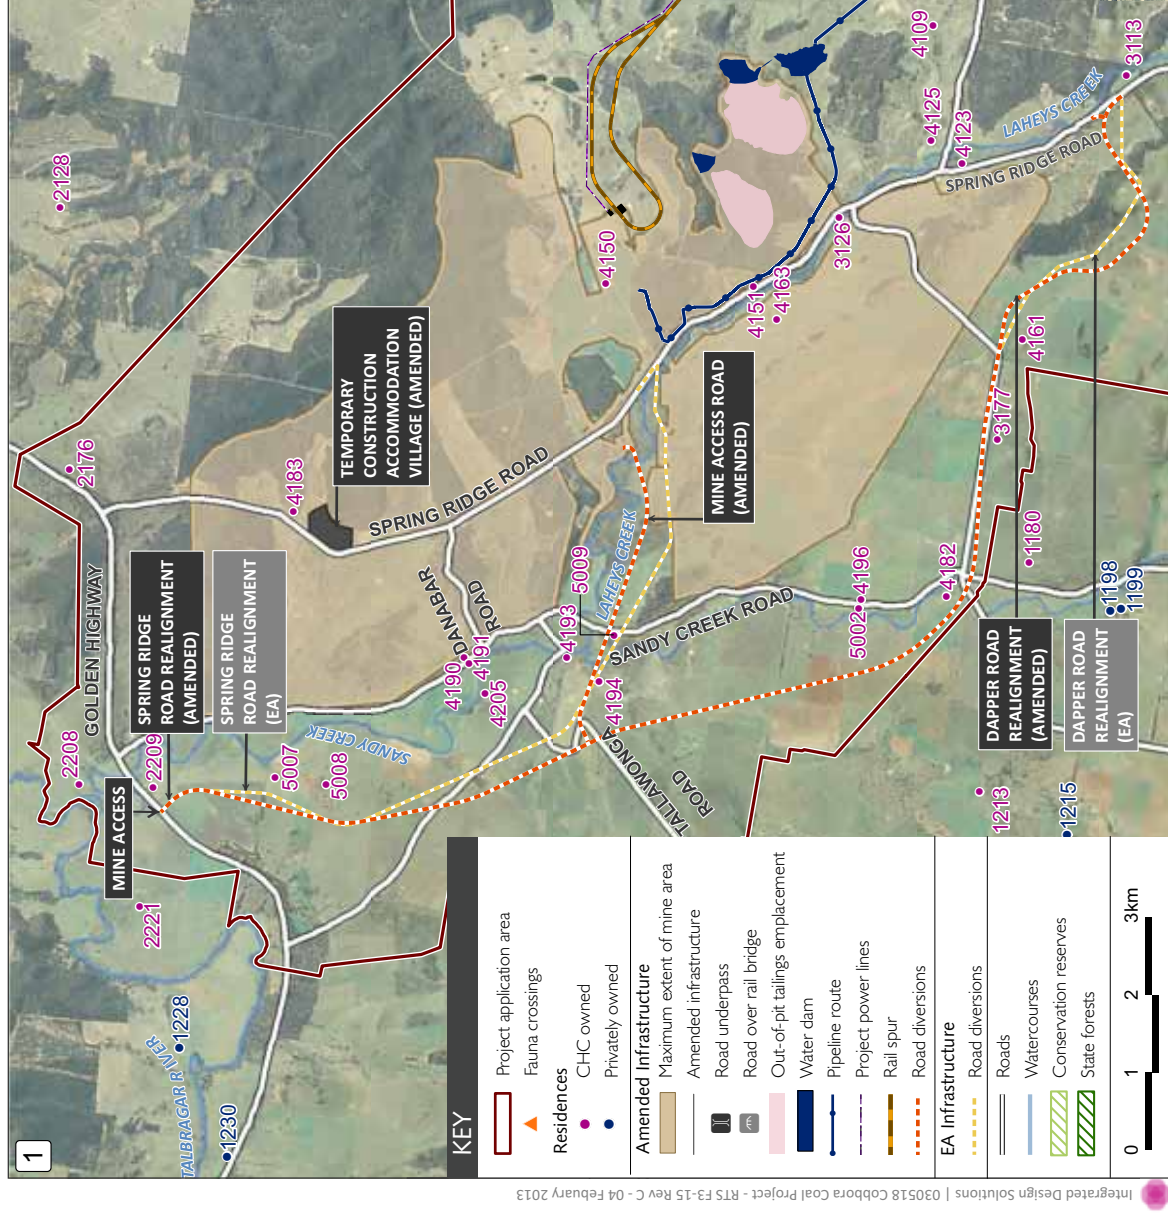 1
2128
4109
4125
4123
3113
LAHEYS CREEK
SPRING RIDGE ROAD
4150
4151
4163
3126
TEMPORARY
CONSTRUCTION
ACCOMMODATION
VILLAGE (AMENDED)
2176
4183
SPRING RIDGE ROAD
MINE ACCESS ROAD
(AMENDED)
4161
3177
1180
GOLDEN HIGHWAY
SPRING RIDGE
ROAD REALIGNMENT
(AMENDED)
SPRING RIDGE
ROAD REALIGNMENT
(EA)
DANABAR
ROAD
LAHEYS CREEK
5009
4193
SANDY CREEK ROAD
5002
4196
4182
1198
1199
2208
2209
5007
5008
SANDY CREEK
4190
4191
4205
4194
TALLAWONGA
ROAD
DAPPER ROAD
REALIGNMENT
(AMENDED)
DAPPER ROAD
REALIGNMENT
(EA)
1213
1215
MINE ACCESS
2221
TALBRAGAR RIVER
1228
1230
KEY
Project application area
Fauna crossings
Residences
CHC owned
Privately owned
Amended Infrastructure
Maximum extent of mine area
Amended infrastructure
Road underpass
Road over rail bridge
Out-of-pit tailings emplacement
Water dam
Pipeline route
Project power lines
Rail spur
Road diversions
EA Infrastructure
Road diversions
Roads
Watercourses
Conservation reserves
State forests
0 1 2 3km
Integrated Design Solutions | 030518 Cobbora Coal Project - RTS F3-15 Rev C - 04 Febuary 2013